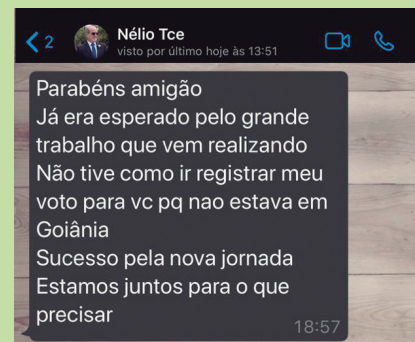 2
Nélio Tce
visto por último hoje às 13:51
Parabéns amigão
Já era esperado pelo grande
trabalho que vem realizando
Não tive como ir registrar meu
voto para vc pq nao estava em
Goiânia
Sucesso pela nova jornada
Estamos juntos para o que
precisar
18:57